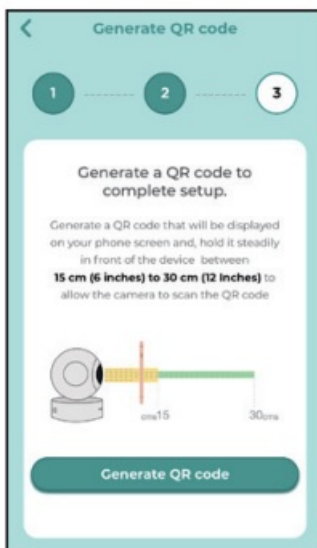 Generate QR code
1 2 3
Generate a QR code to
complete setup.
Generate a QR code that will be displayed
on your phone screen and, hold it steadily
in front of the device between
15 cm (6 inches) to 30 cm (12 Inches) to
allow the camera to scan the QR code
cms15 30cms
Generate QR code